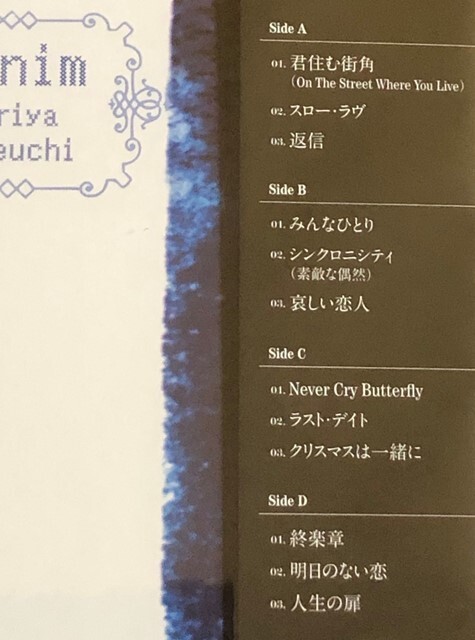 nim
riya
euchi
Side A
01. 君住む街角
(On The Street Where You Live)
02. スロー・ラヴ
03. 返信
Side B
01. みんなひとり
02. シンクロニシティ
(素敵な偶然)
03. 哀しい恋人
Side C
01. Never Cry Butterfly
02. ラスト・デイト
03. クリスマスは一緒に
Side D
01. 終楽章
02. 明日のない恋
03. 人生の扉